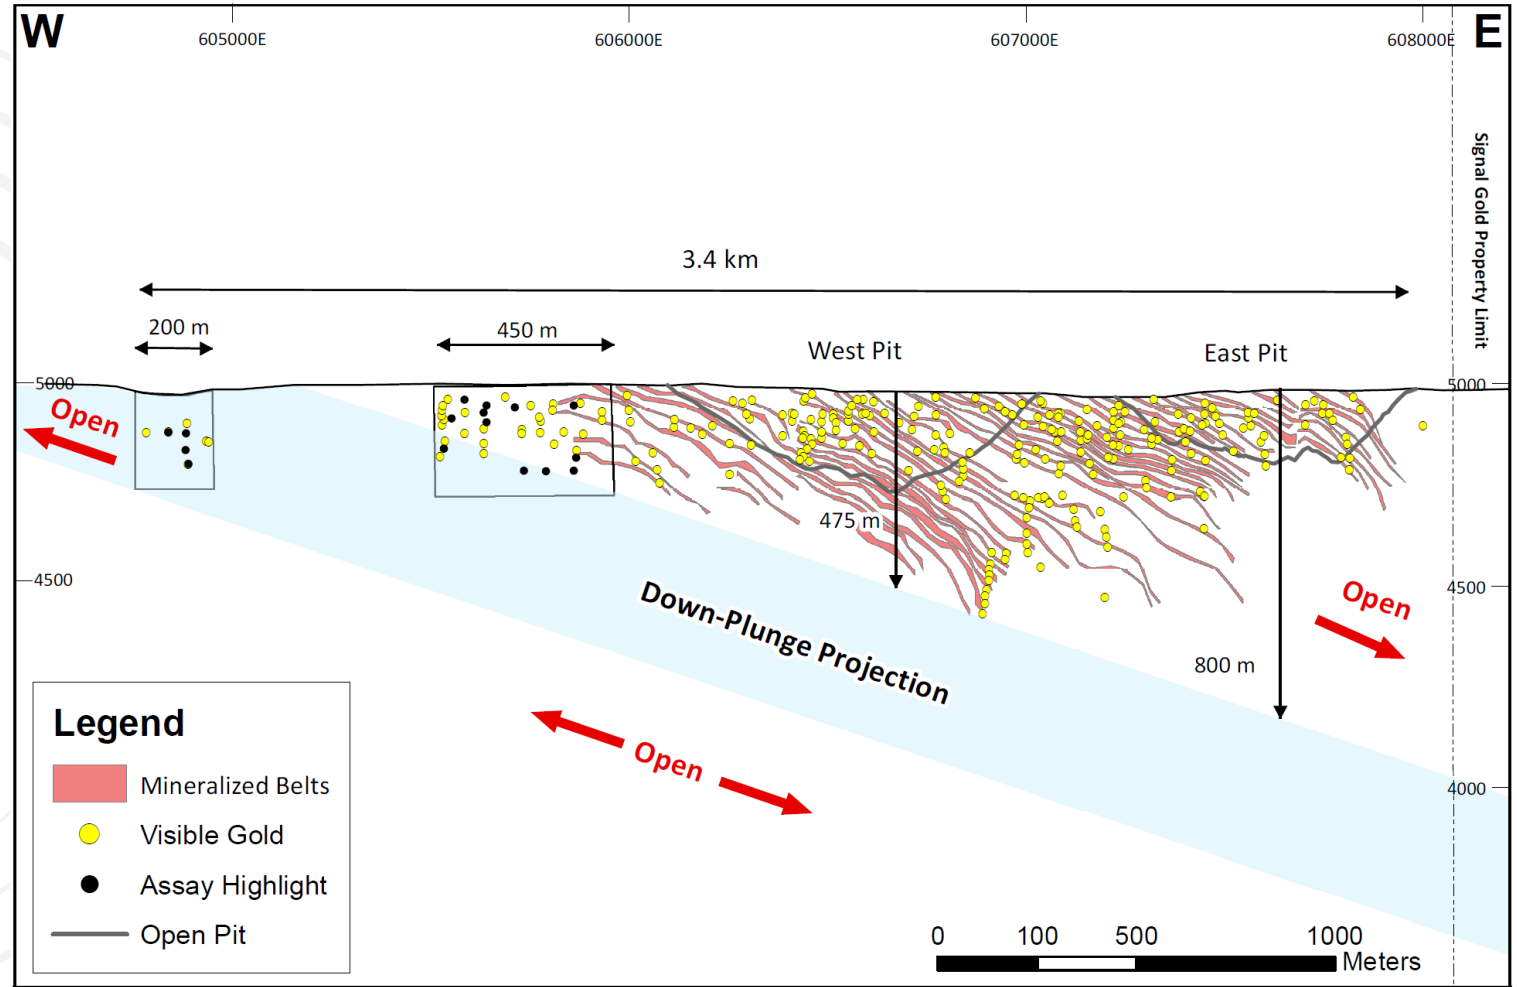 W
E
605000E
606000E
607000E
608000E
Signal Gold Property Limit
3.4 km
200 m
450 m
West Pit
East Pit
5000
5000
Open
475 m
4500
4500
Down-Plunge Projection
Open
800 m
Open
4000
Legend
Mineralized Belts
Visible Gold
Assay Highlight
Open Pit
0 100 500 1000
Meters